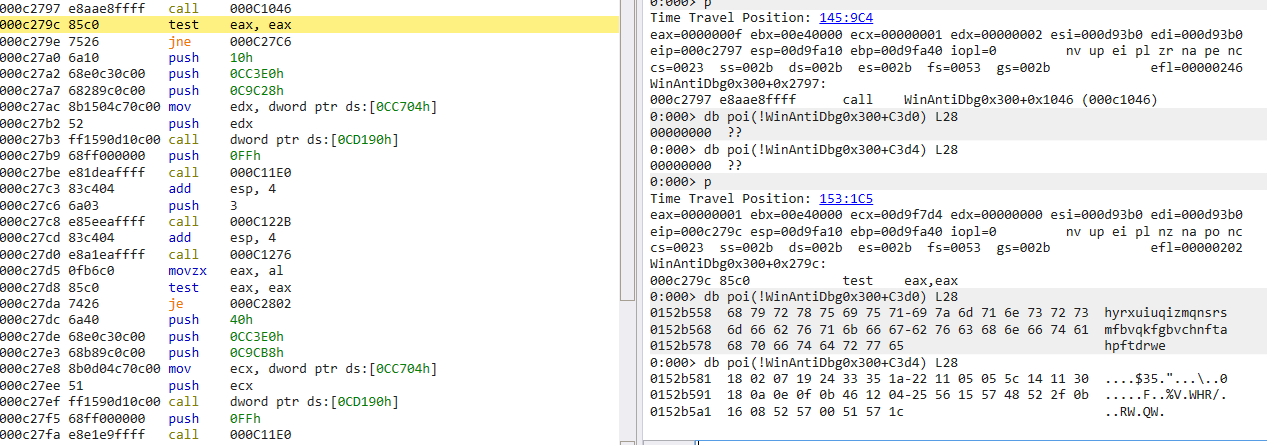 000c2797 e8aae8ffff call 000C1046
000c279c 85c0 test eax, eax
000c279e 7526 jne 000C27C6
000c27a0 6a10 push 10h
000c27a2 68e0c30c00 push 0CC3E0h
000c27a7 68289c0c00 push 0C9C28h
000c27ac 8b1504c70c00 mov edx, dword ptr ds:[0CC704h]
000c27b2 52 push edx
000c27b3 ff1590d10c00 call dword ptr ds:[0CD190h]
000c27b9 68ff000000 push 0FFh
000c27be e81deaffff call 000C11E0
000c27c3 83c404 add esp, 4
000c27c6 6a03 push 3
000c27c8 e85eeaffff call 000C122B
000c27cd 83c404 add esp, 4
000c27d0 e8a1eaffff call 000C1276
000c27d5 0fb6c0 movzx eax, al
000c27d8 85c0 test eax, eax
000c27da 7426 je 000C2802
000c27dc 6a40 push 40h
000c27de 68e0c30c00 push 0CC3E0h
000c27e3 68b89c0c00 push 0C9CB8h
000c27e8 8b0d04c70c00 mov ecx, dword ptr ds:[0CC704h]
000c27ee 51 push ecx
000c27ef ff1590d10c00 call dword ptr ds:[0CD190h]
000c27f5 68ff000000 push 0FFh
000c27fa e8e1e9ffff call 000C11E0
0:000> p
Time Travel Position: 145:9C4
eax=0000000f ebx=00e40000 ecx=00000001 edx=00000002 esi=000d93b0 edi=000d93b0
eip=000c2797 esp=00d9fa10 ebp=00d9fa40 iopl=0 nv up ei pl zr na pe nc
cs=0023 ss=002b ds=002b es=002b fs=0053 gs=002b efl=00000246
WinAntiDbg0x300+0x2797:
000c2797 e8aae8ffff call WinAntiDbg0x300+0x1046 (000c1046)
0:000> db poi(!WinAntiDbg0x300+C3d0) L28
00000000 ??
0:000> db poi(!WinAntiDbg0x300+C3d4) L28
00000000 ??
0:000> p
Time Travel Position: 153:1C5
eax=00000001 ebx=00e40000 ecx=00d9f7d4 edx=00000000 esi=000d93b0 edi=000d93b0
eip=000c279c esp=00d9fa10 ebp=00d9fa40 iopl=0 nv up ei pl nz na po nc
cs=0023 ss=002b ds=002b es=002b fs=0053 gs=002b efl=00000202
WinAntiDbg0x300+0x279c:
000c279c 85c0 test eax,eax
0:000> db poi(!WinAntiDbg0x300+C3d0) L28
0152b558 68 79 72 78 75 69 75 71-69 7a 6d 71 6e 73 72 73 hyrxuiuqizmqnsrs
0152b568 6d 66 62 76 71 6b 66 67-62 76 63 68 6e 66 74 61 mfbvqkfgbvchnfta
0152b578 68 70 66 74 64 72 77 65 hpftdrwe
0:000> db poi(!WinAntiDbg0x300+C3d4) L28
0152b581 18 02 07 19 24 33 35 1a-22 11 05 05 5c 14 11 30 ....$35."...\..0
0152b591 18 0a 0e 0f 0b 46 12 04-25 56 15 57 48 52 2f 0b .....F..%V.WHR/.
0152b5a1 16 08 52 57 00 51 57 1c ..RW.QW.